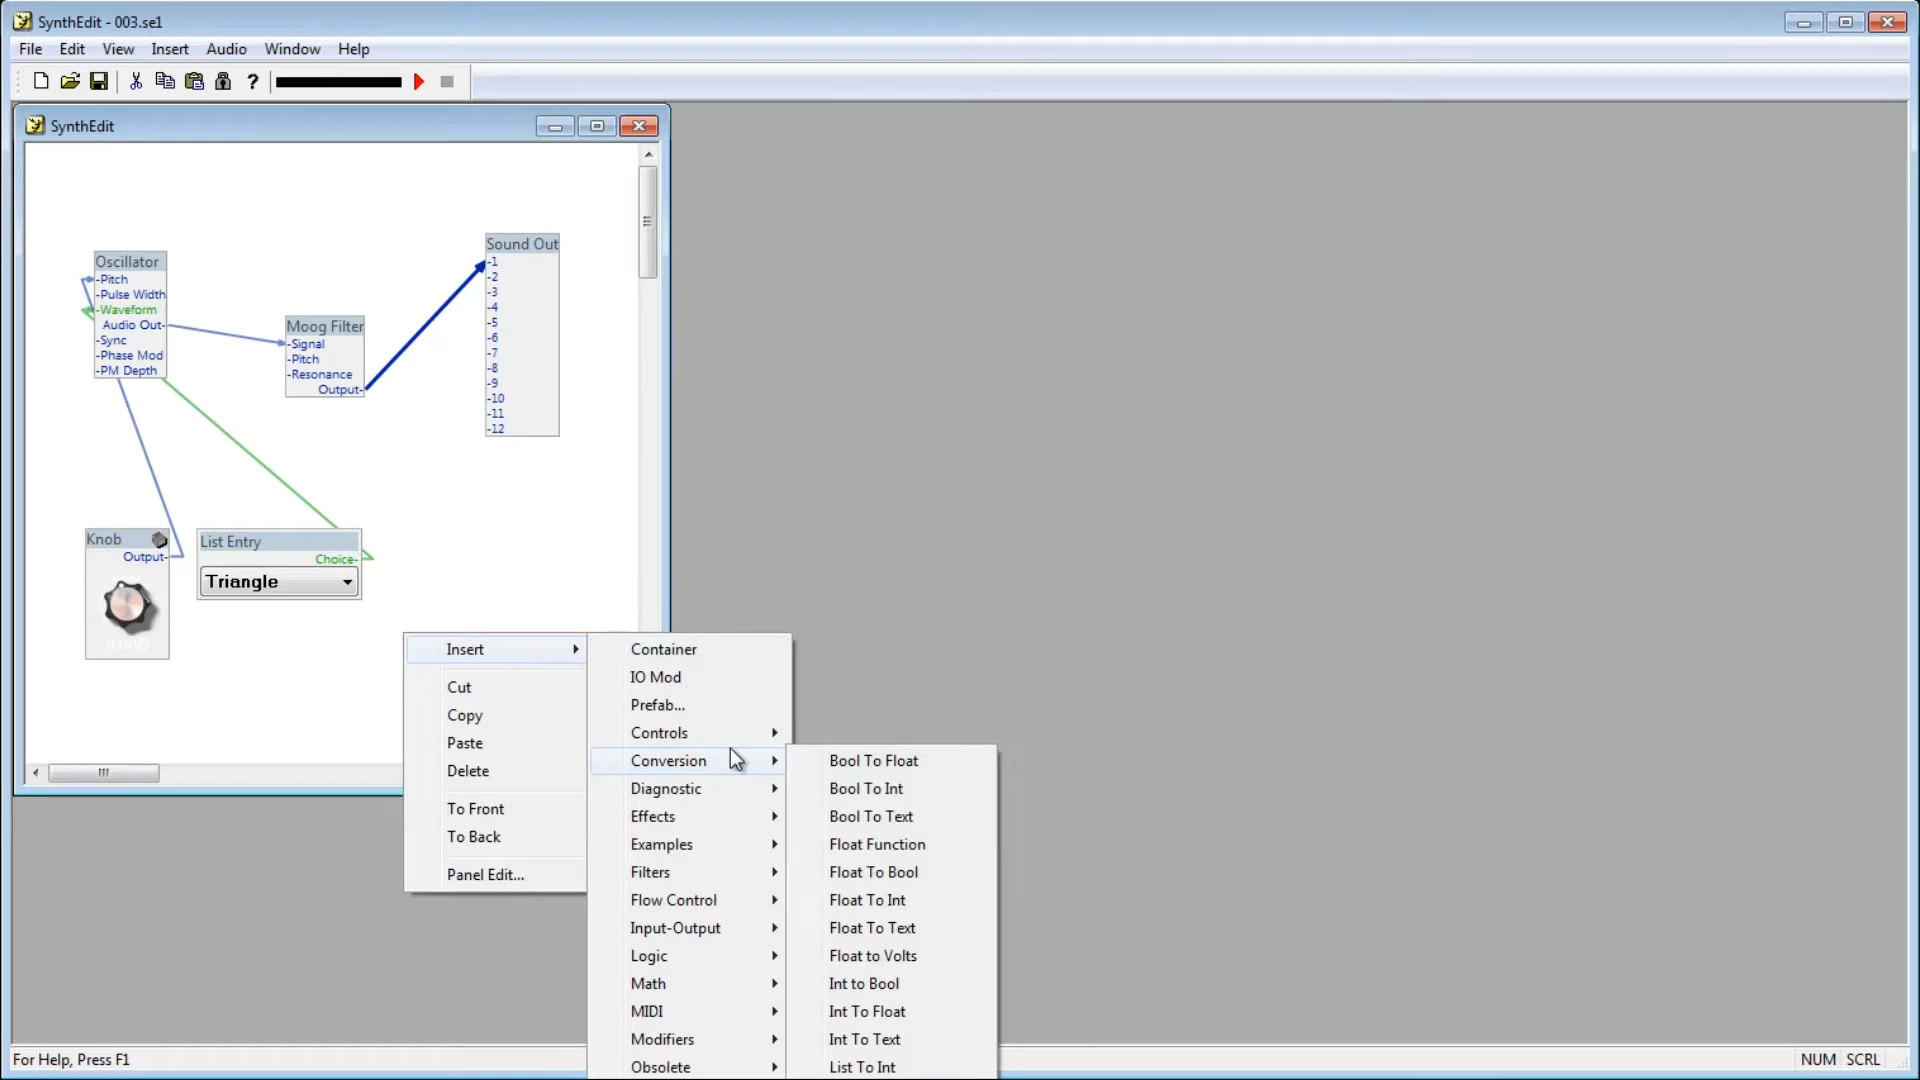 SynthEdit - 003.se1
File Edit View Insert Audio Window Help
SynthEdit
Oscillator
-Pitch
-Pulse Width
-Waveform
Audio Out-
-Sync
-Phase Mod
-PM Depth
Moog Filter
-Signal
-Pitch
-Resonance
Output-
Sound Out
-1
-2
-3
-4
-5
-6
-7
-8
-9
-10
-11
-12
Knob
Output-
List Entry
Choice-
Triangle
Insert
Cut
Copy
Paste
Delete
To Front
To Back
Panel Edit...
Container
IO Mod
Prefab...
Controls
Conversion
Diagnostic
Effects
Examples
Filters
Flow Control
Input-Output
Logic
Math
MIDI
Modifiers
Obsolete
Bool To Float
Bool To Int
Bool To Text
Float Function
Float To Bool
Float To Int
Float To Text
Float to Volts
Int to Bool
Int To Float
Int To Text
List To Int
For Help, Press F1
NUM SCRL